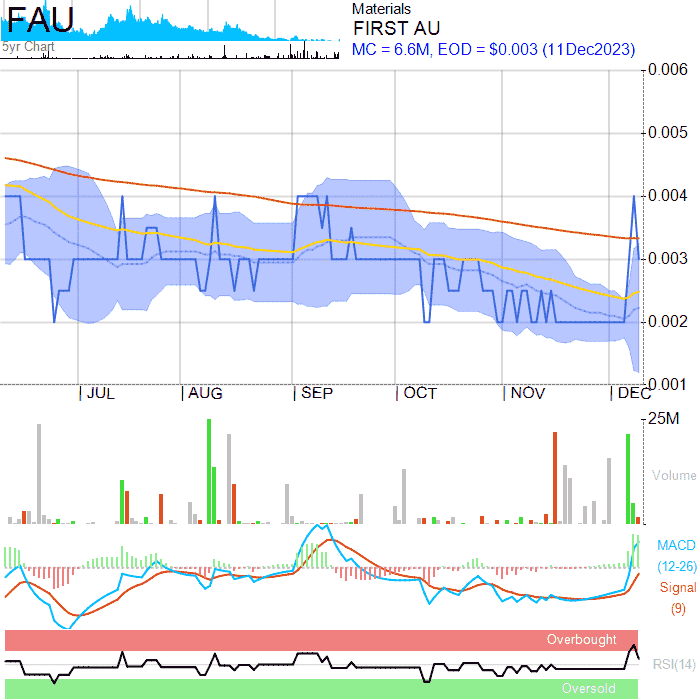 FAU
5yr Chart
Materials
FIRST AU
MC = 6.6M, EOD = $0.003 (11Dec2023)
0.006
0.005
0.004
0.003
0.002
0.001
JUL AUG SEP OCT NOV DEC
25M
Volume
MACD
(12-26)
Signal
(9)
Overbought
RSI(14)
Oversold